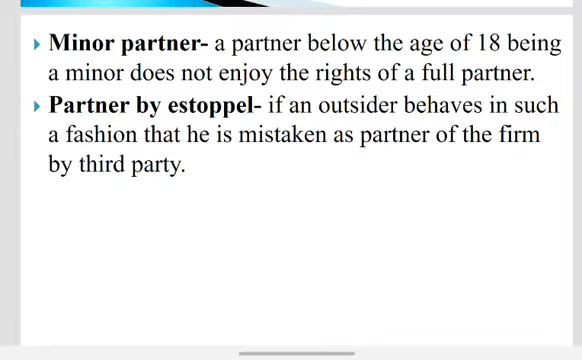 Minor partner- a partner below the age of 18 being
a minor does not enjoy the rights of a full partner.
Partner by estoppel- if an outsider behaves in such
a fashion that he is mistaken as partner of the firm
by third party.